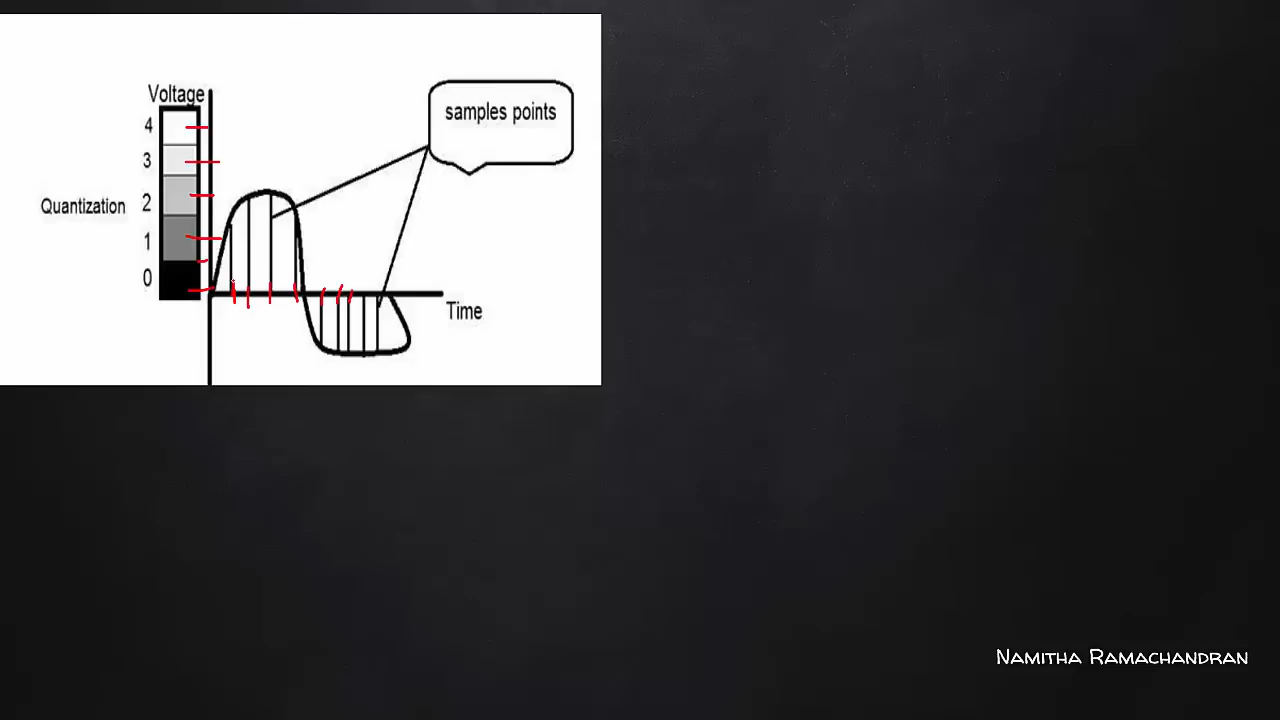 Voltage
4
3
2
1
0
Quantization
samples points
Time
Namitha Ramachandran